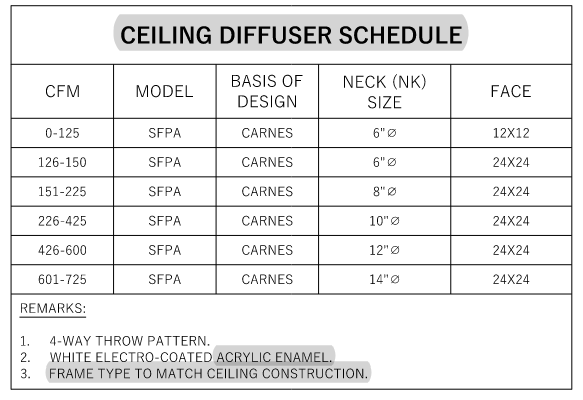 CEILING DIFFUSER SCHEDULE
CFM MODEL BASIS OF DESIGN NECK (NK) SIZE FACE
0-125 SFPA CARNES 6"Ø 12X12
126-150 SFPA CARNES 6"Ø 24X24
151-225 SFPA CARNES 8"Ø 24X24
226-425 SFPA CARNES 10"Ø 24X24
426-600 SFPA CARNES 12"Ø 24X24
601-725 SFPA CARNES 14"Ø 24X24
REMARKS:
1. 4-WAY THROW PATTERN.
2. WHITE ELECTRO-COATED ACRYLIC ENAMEL.
3. FRAME TYPE TO MATCH CEILING CONSTRUCTION.